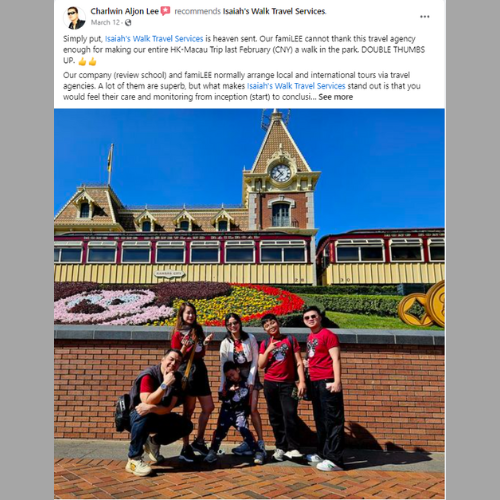 Charlwin Aljon Lee recommends Isaiah's Walk Travel Services.
March 12 ·
Simply put, Isaiah's Walk Travel Services is heaven sent. Our famiLEE cannot thank this travel agency
enough for making our entire HK-Macau Trip last February (CNY) a walk in the park. DOUBLE THUMBS
UP. 👍👍
Our company (review school) and famiLEE normally arrange local and international tours via travel
agencies. A lot of them are superb, but what makes Isaiah's Walk Travel Services stand out is that you
would feel their care and monitoring from inception (start) to conclusi... See more